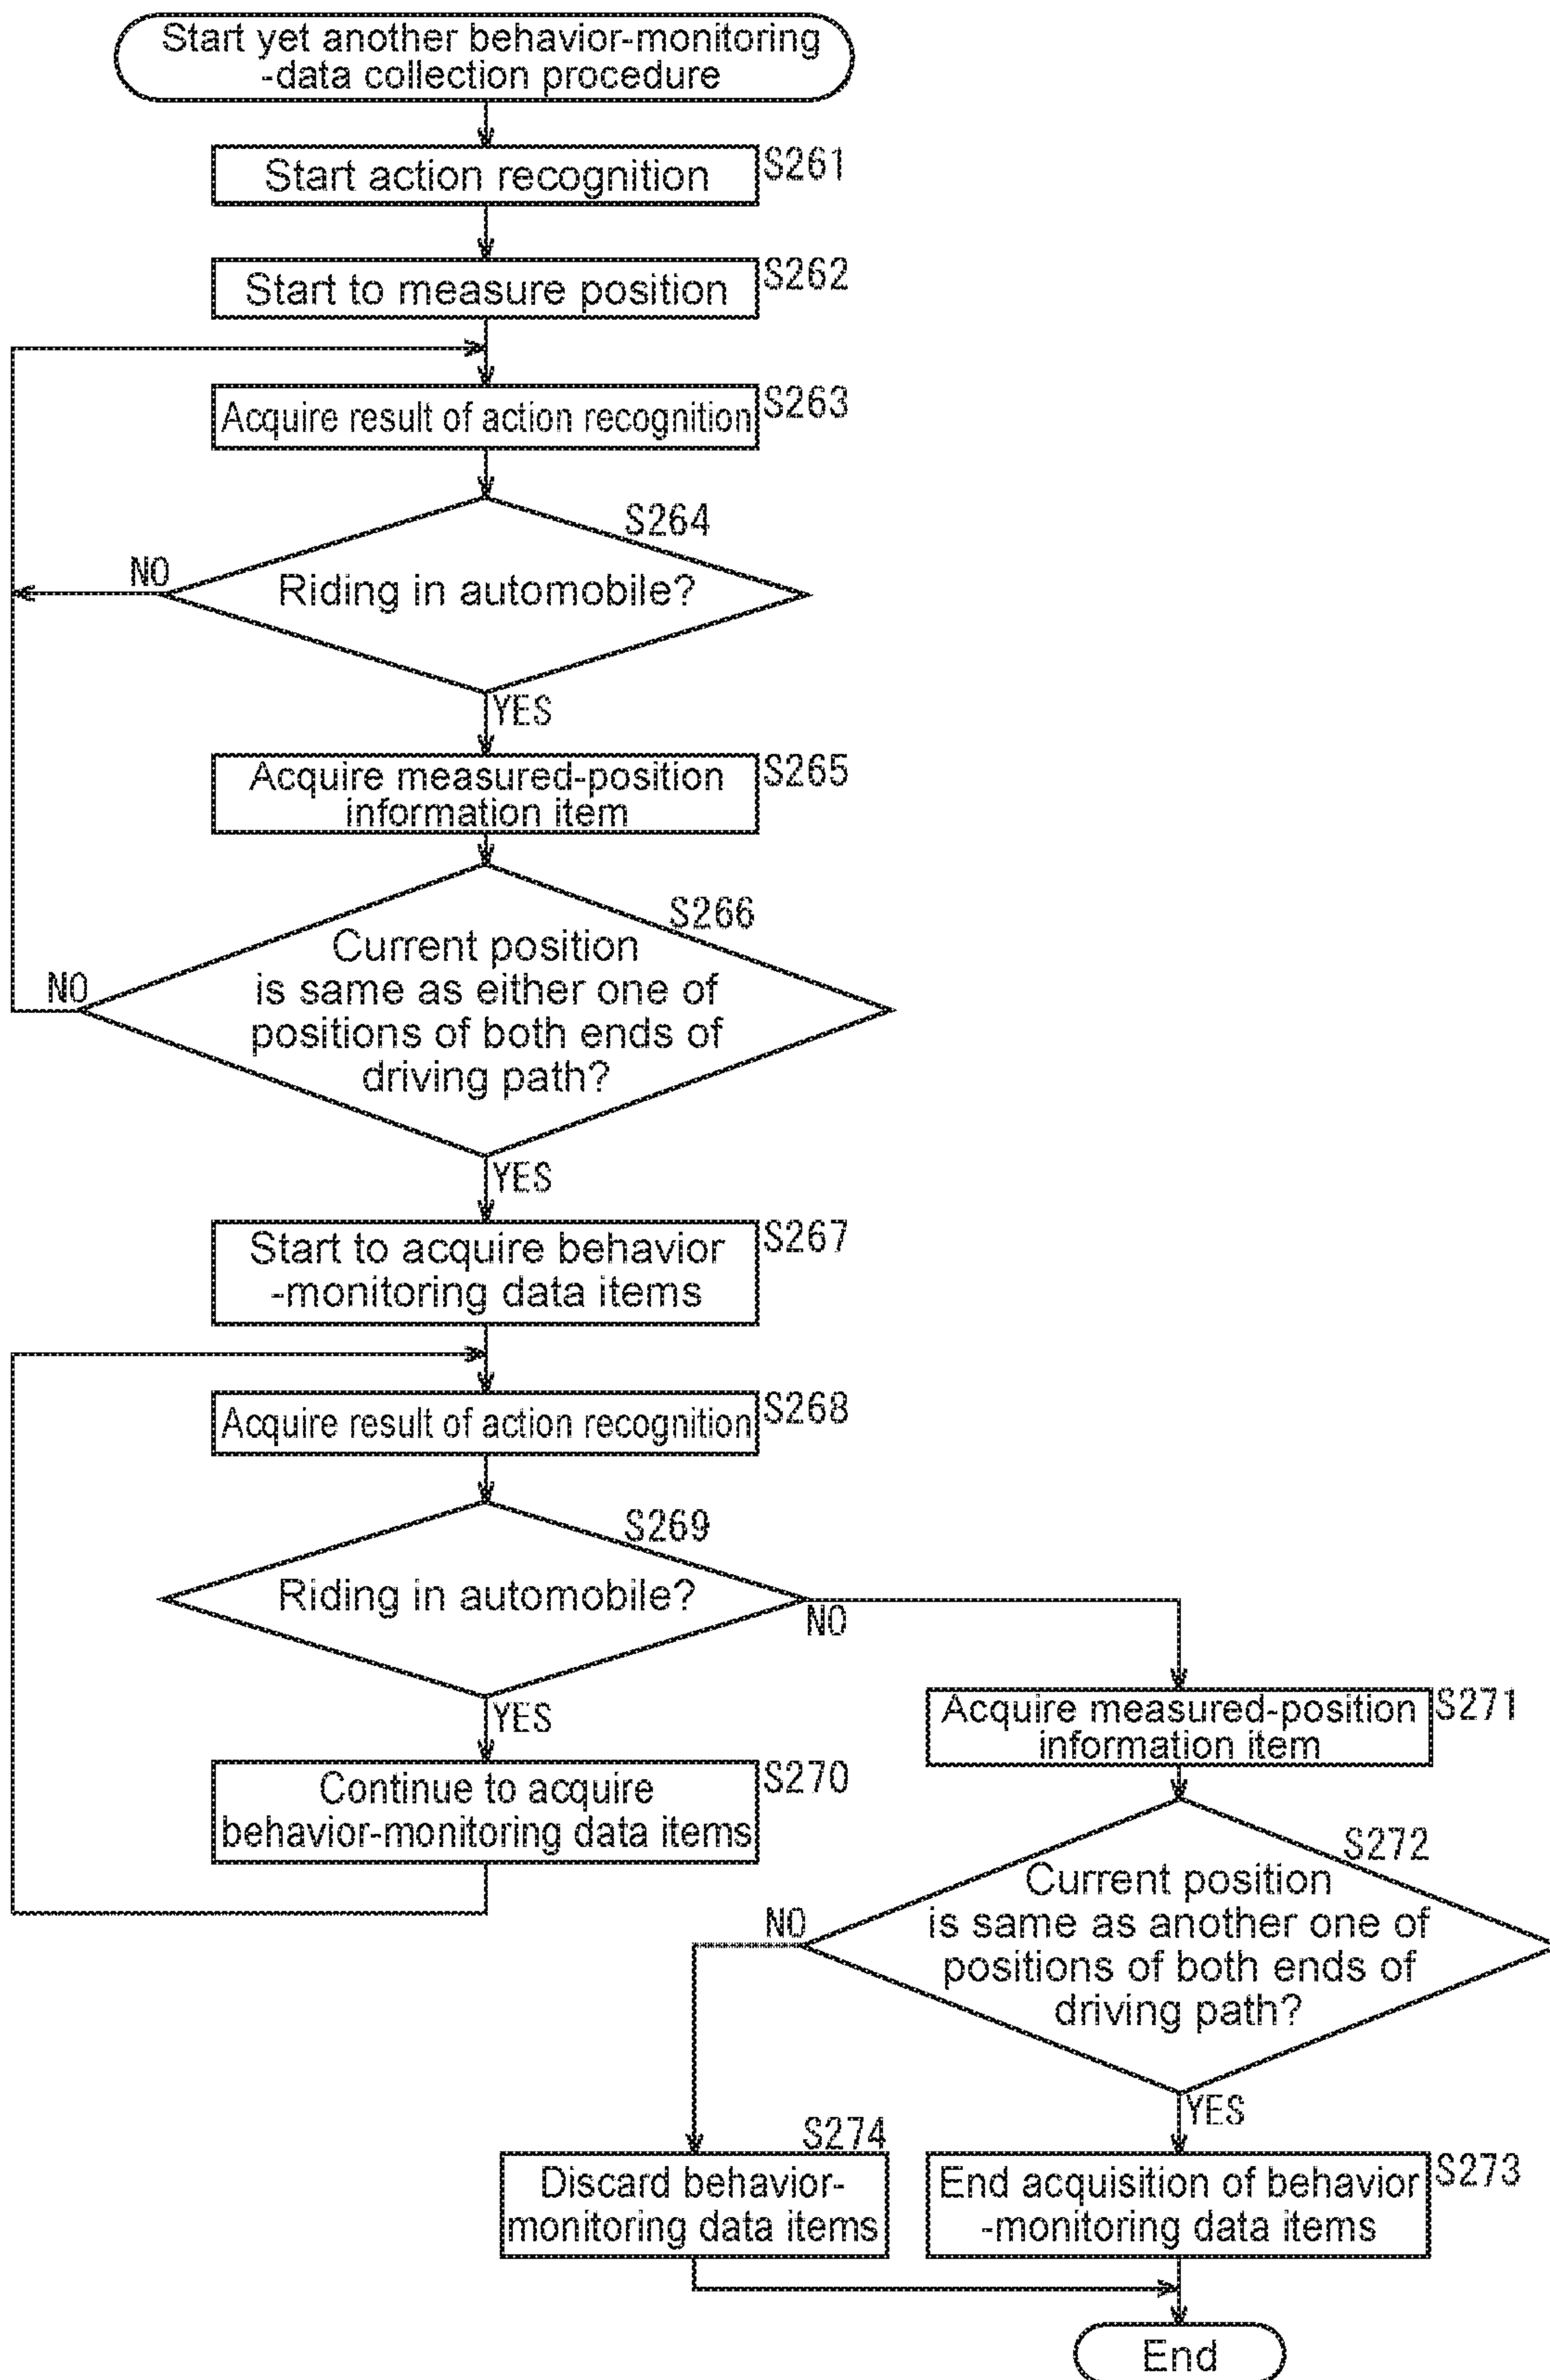 Start yet another behavior-monitoring
-data collection procedure
Start action recognition
S261
Start to measure position
S262
Acquire result of action recognition
S263
S264
Riding in automobile?
NO
YES
Acquire measured-position
information item
S265
S266
Current position
is same as either one of
positions of both ends of
driving path?
NO
YES
Start to acquire behavior
-monitoring data items
S267
Acquire result of action recognition
S268
S269
Riding in automobile?
NO
YES
Continue to acquire
behavior-monitoring data items
S270
Acquire measured-position
information item
S271
S272
Current position
is same as another one of
positions of both ends of
driving path?
NO
YES
S274
Discard behavior-
monitoring data items
End acquisition of behavior
-monitoring data items
S273
End